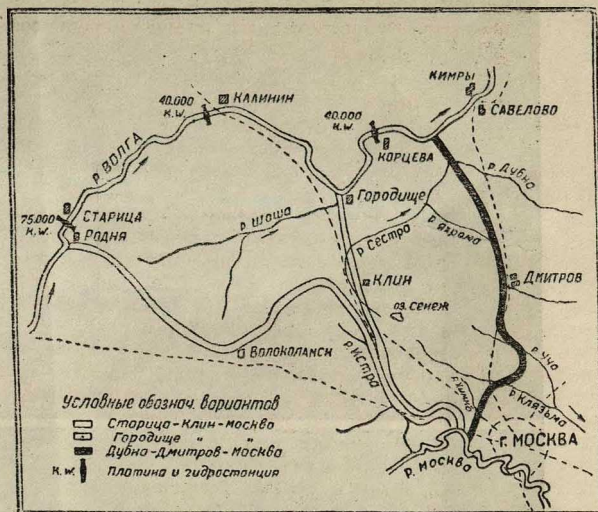 КИМРЫ
САВЕЛОВО
40.000
K.W.
КАЛИНИН
40.000
K.W.
КОРЦЕВА
р. ВОЛГА
р. Дубна
ГОРОДИЩЕ
75.000
K.W.
СТАРИЦА
РОДНЯ
р. Шоша
р. Яхрома
р. Сестра
КЛИН
ДМИТРОВ
оз. СЕНЕЖ
ВОЛОКОЛАМСК
р. Истра
р. Химка
р. Уча
р. Клязьма
г. МОСКВА
р. МОСКВА
Условные обознач. вариантов
Старица-Клин-Москва
Городище " "
Дубна-Дмитров-Москва
K.W. Плотина и гидростанция